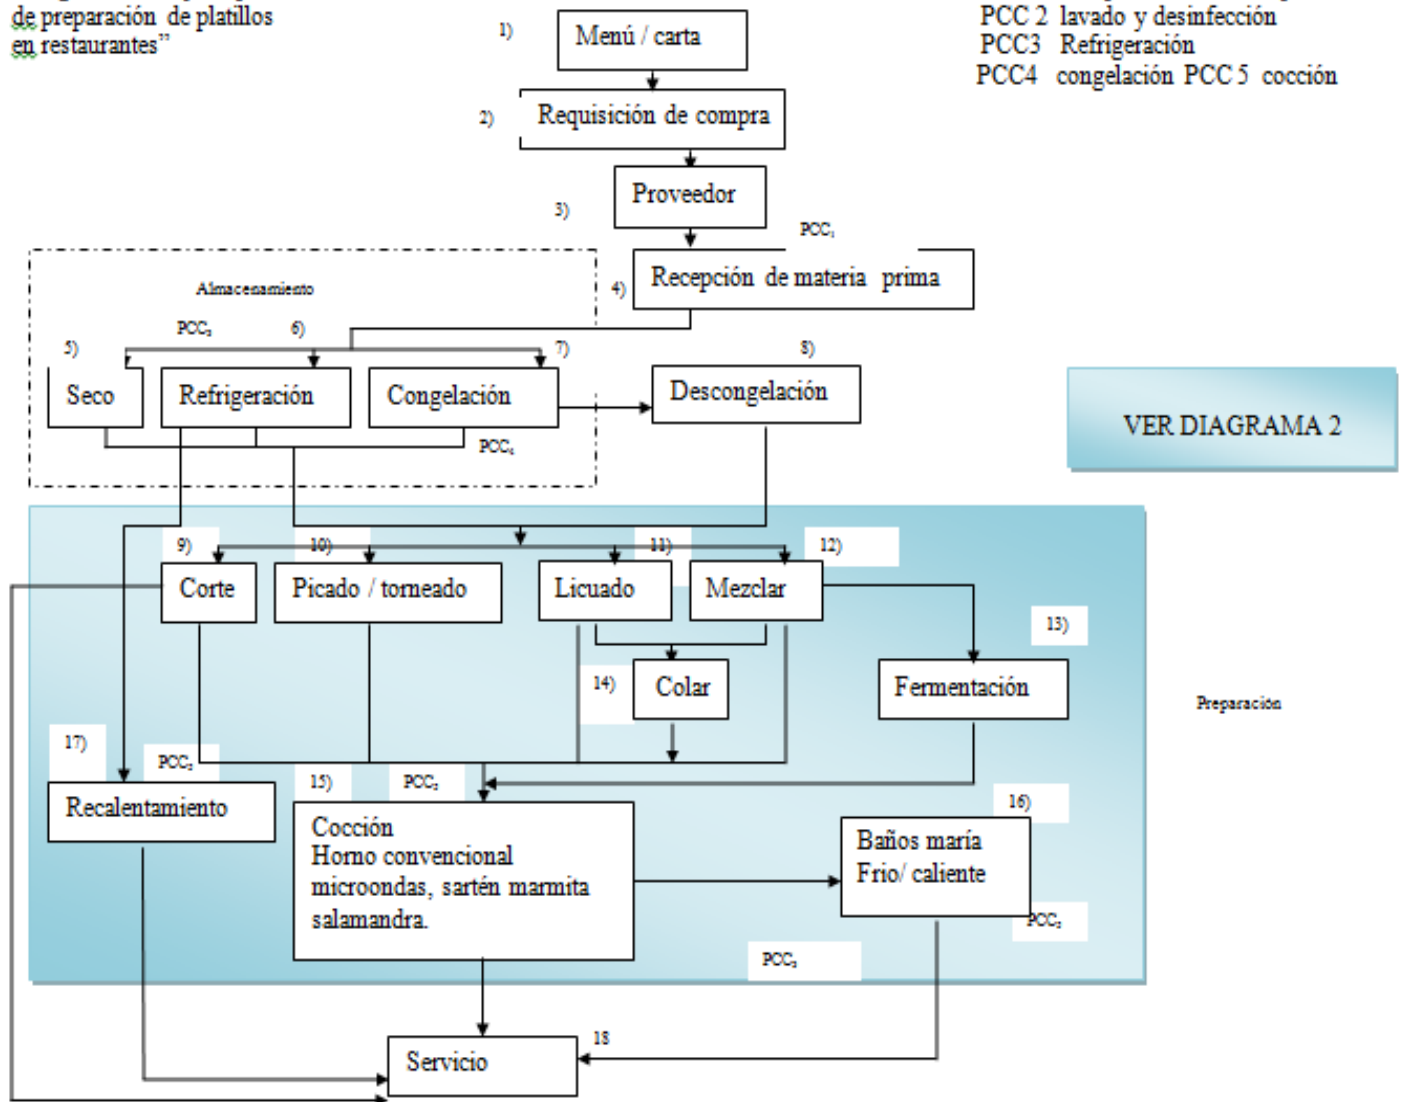 de preparación de platillos
en restaurantes”
PCC 2 lavado y desinfección
PCC3 Refrigeración
PCC4 congelación PCC 5 cocción
1)
Menú / carta
2)
Requisición de compra
3)
Proveedor
PCC₁
4)
Recepción de materia prima
Almacenamiento
5)
PCC₃
6)
7)
8)
Seco
Refrigeración
Congelación
Descongelación
PCC₄
VER DIAGRAMA 2
9)
10)
11)
12)
Corte
Picado / torneado
Licuado
Mezclar
13)
14)
Colar
Fermentación
Preparación
17)
15)
16)
Recalentamiento
Cocción
Horno convencional
microondas, sartén marmita
salamandra.
Baños maría
Frio/ caliente
18
Servicio